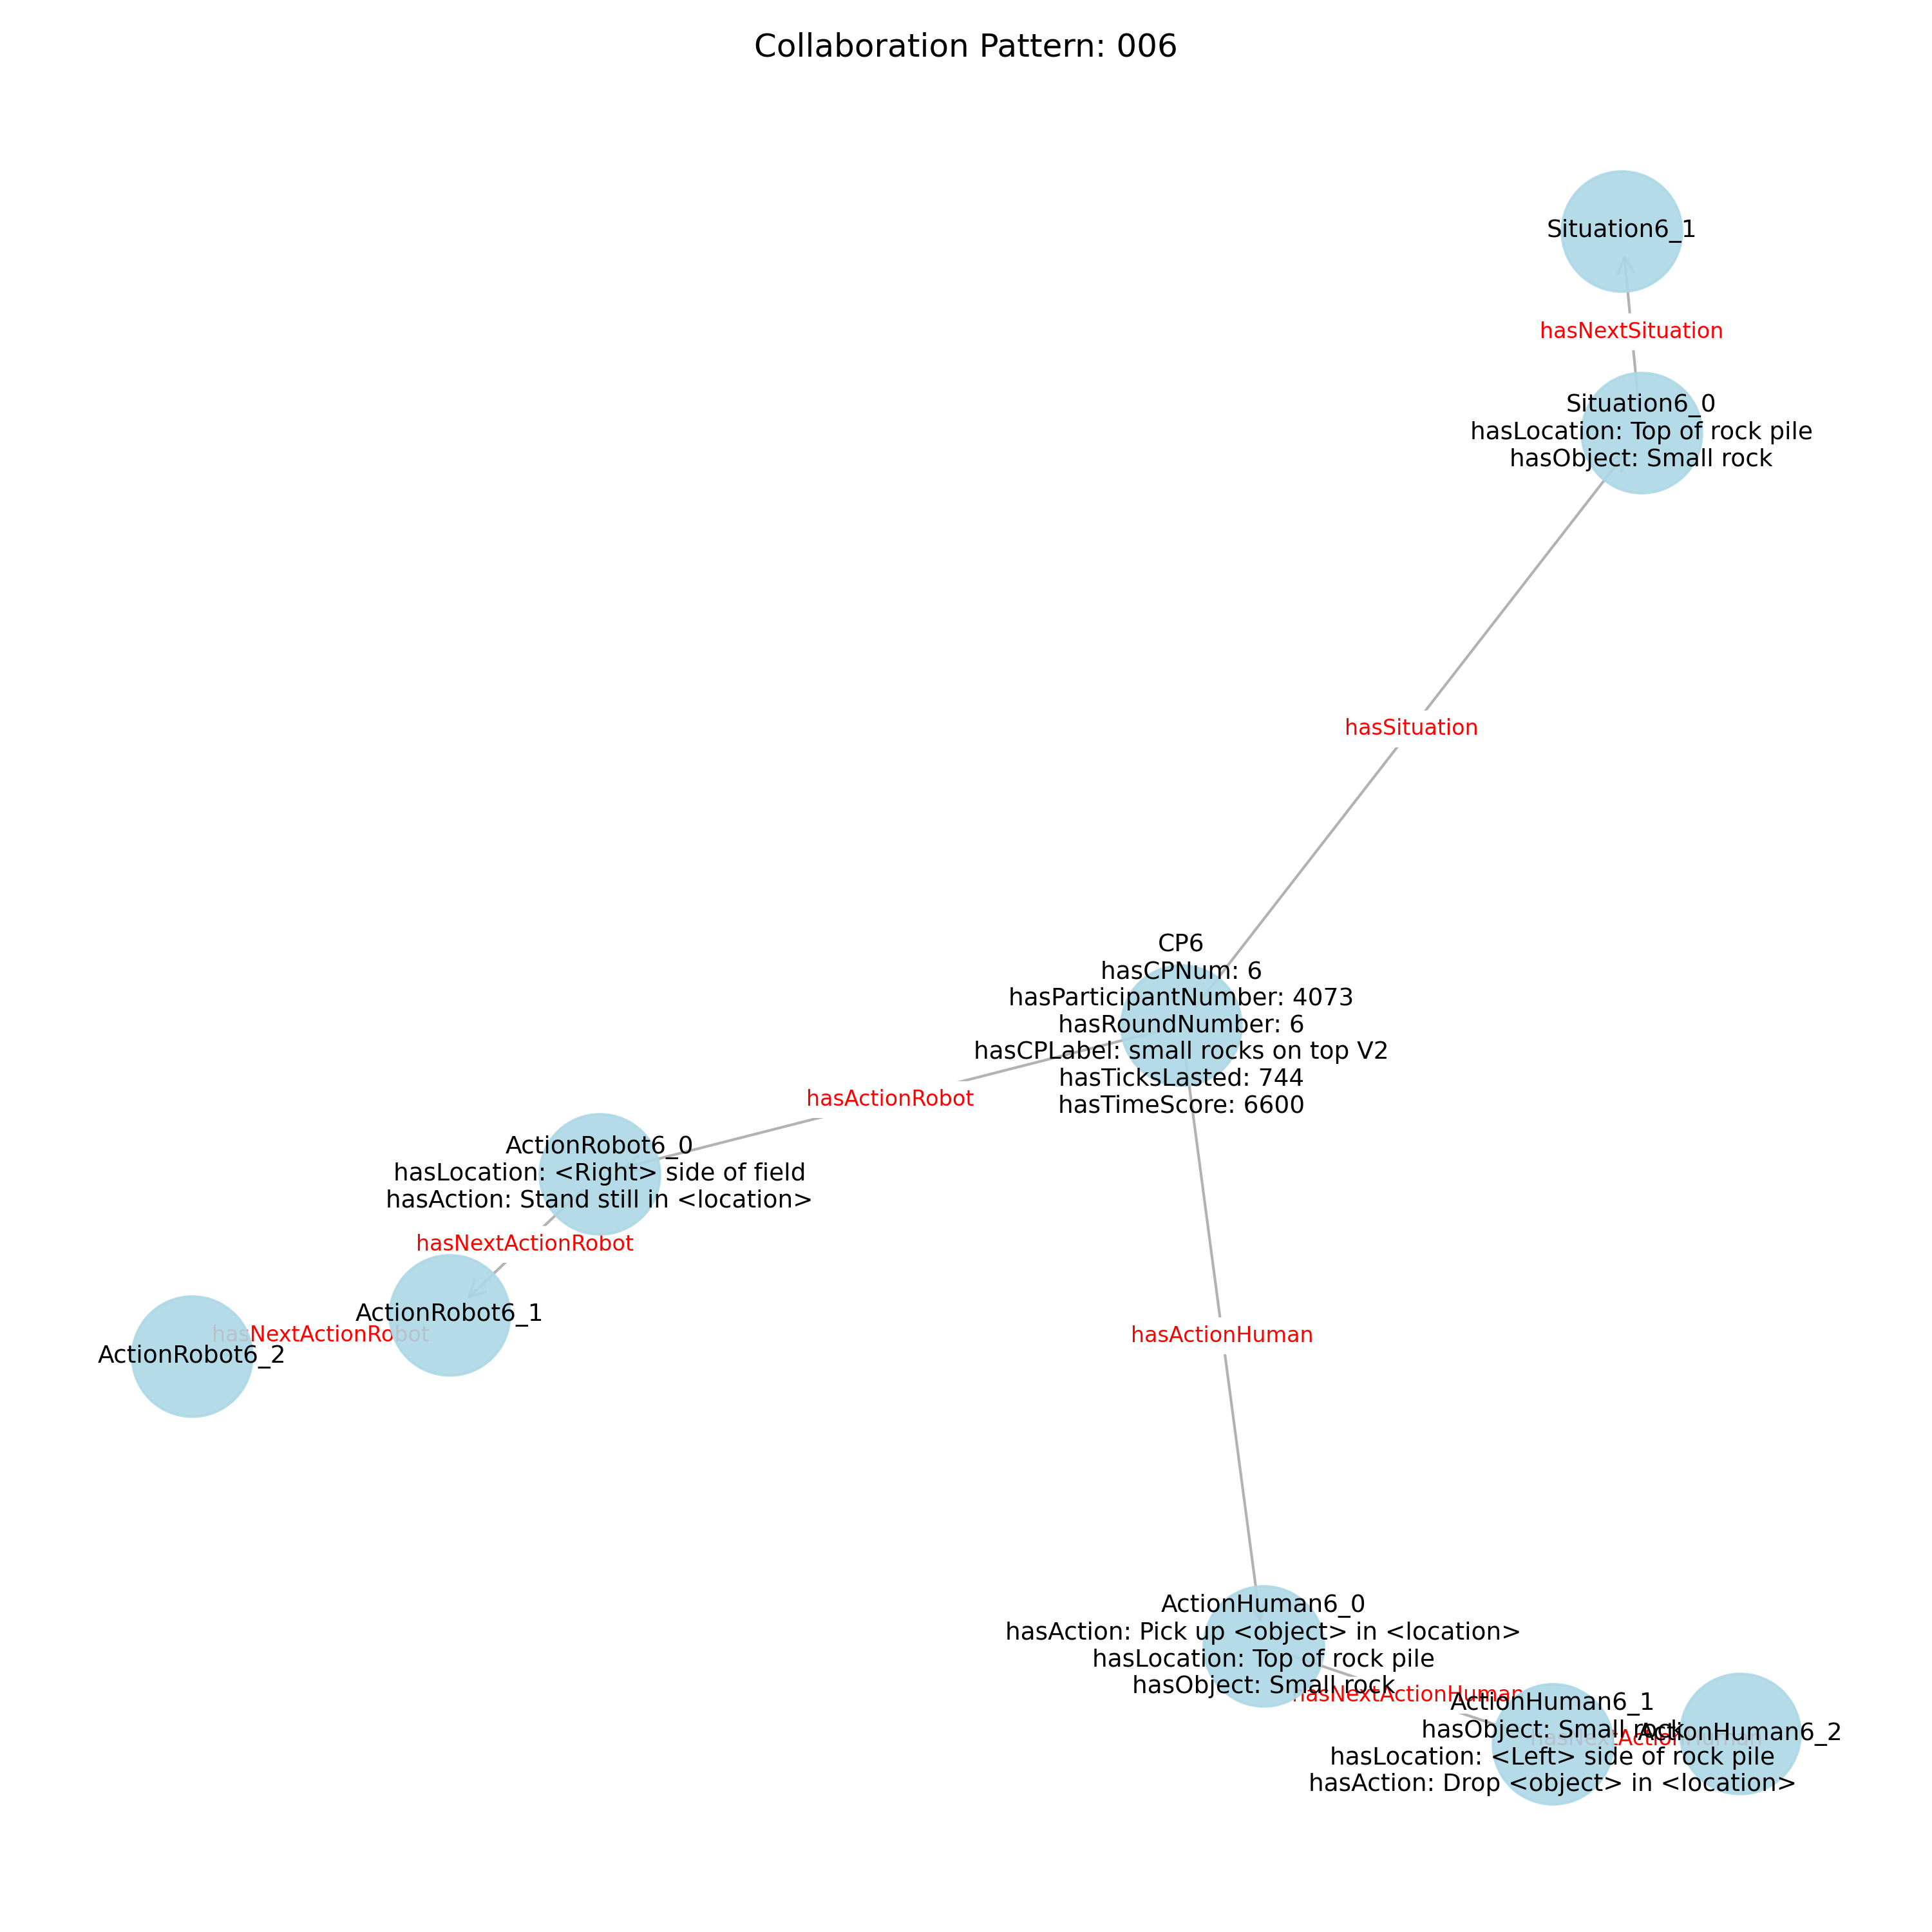 Collaboration Pattern: 006
Situation6_1
hasNextSituation
Situation6_0
hasLocation: Top of rock pile
hasObject: Small rock
hasSituation
CP6
hasCPNum: 6
hasParticipantNumber: 4073
hasRoundNumber: 6
hasCPLabel: small rocks on top V2
hasTicksLasted: 744
hasTimeScore: 6600
hasActionRobot
ActionRobot6_0
hasLocation: <Right> side of field
hasAction: Stand still in <location>
hasNextActionRobot
ActionRobot6_1
hasNextActionRobot
ActionRobot6_2
hasActionHuman
ActionHuman6_0
hasAction: Pick up <object> in <location>
hasLocation: Top of rock pile
hasObject: Small rock
hasNextActionHuman
ActionHuman6_1
hasObject: Small rock
hasLocation: <Left> side of rock pile
hasAction: Drop <object> in <location>
hasNextActionHuman
ActionHuman6_2